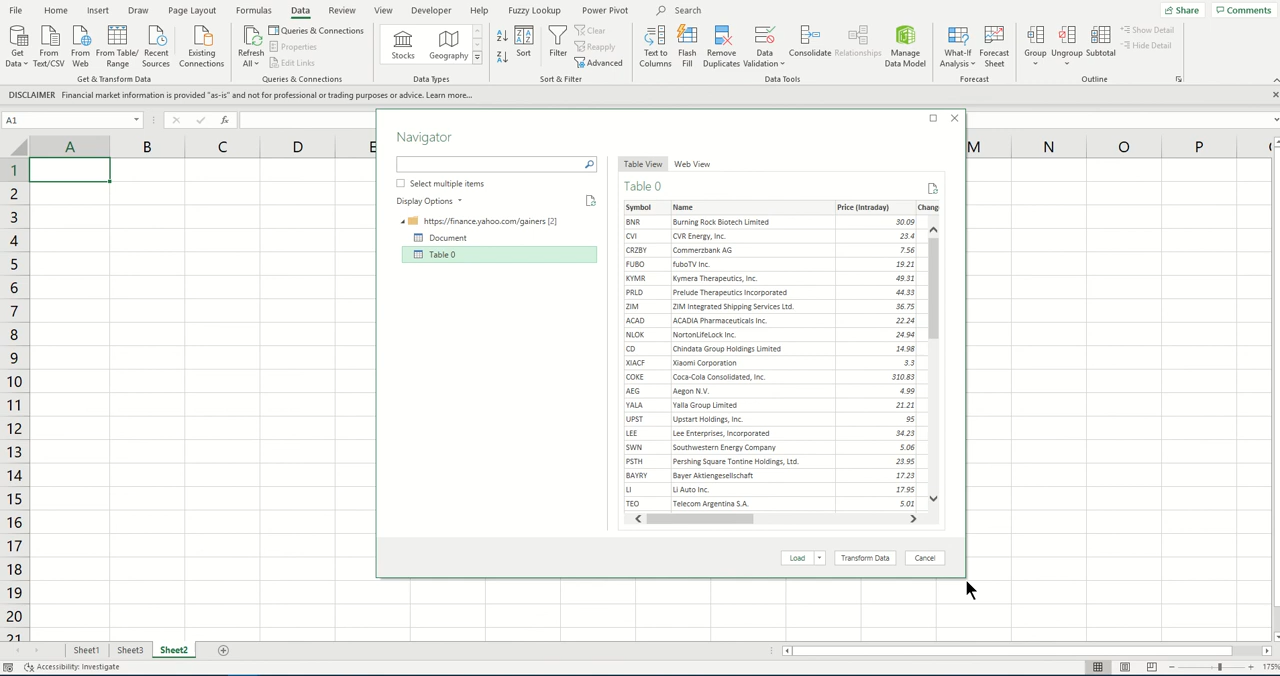 File Home Insert Draw Page Layout Formulas Data Review View Developer Help Fuzzy Lookup Power Pivot Search Share Comments
Get Data From Text/CSV From Web From Table/ Range Recent Sources Existing Connections Refresh All Queries & Connections Properties Edit Links Stocks Geography Sort Filter Clear Reapply Advanced Text to Columns Flash Fill Remove Duplicates Data Validation Consolidate Relationships Manage Data Model What-If Analysis Forecast Sheet Group Ungroup Subtotal Show Detail Hide Detail
Get & Transform Data Queries & Connections Data Types Sort & Filter Data Tools Forecast Outline
DISCLAIMER Financial market information is provided "as-is" and not for professional or trading purposes or advice. Learn more...
A1 fx
A B C D E M N O P
1
2
3
4
5
6
7
8
9
10
11
12
13
14
15
16
17
18
19
20
21
Navigator
Select multiple items
Display Options
https://finance.yahoo.com/gainers [2]
Document
Table 0
Table View Web View
Table 0
Symbol Name Price (Intraday) Change
BNR Burning Rock Biotech Limited 30.09
CVI CVR Energy, Inc. 23.4
CRZBY Commerzbank AG 7.56
FUBO fuboTV Inc. 19.21
KYMR Kymera Therapeutics, Inc. 49.31
PRLD Prelude Therapeutics Incorporated 44.33
ZIM ZIM Integrated Shipping Services Ltd. 36.75
ACAD ACADIA Pharmaceuticals Inc. 22.24
NLOK NortonLifeLock Inc. 24.94
CD Chindata Group Holdings Limited 14.98
XIACF Xiaomi Corporation 3.3
COKE Coca-Cola Consolidated, Inc. 310.83
AEG Aegon N.V. 4.99
YALA Yalla Group Limited 21.21
UPST Upstart Holdings, Inc. 95
LEE Lee Enterprises, Incorporated 34.23
SWN Southwestern Energy Company 5.06
PSTH Pershing Square Tontine Holdings, Ltd. 23.95
BAYRY Bayer Aktiengesellschaft 17.23
LI Li Auto Inc. 17.95
TEO Telecom Argentina S.A. 5.01
Load Transform Data Cancel
Sheet1 Sheet3 Sheet2
Accessibility: Investigate 175%